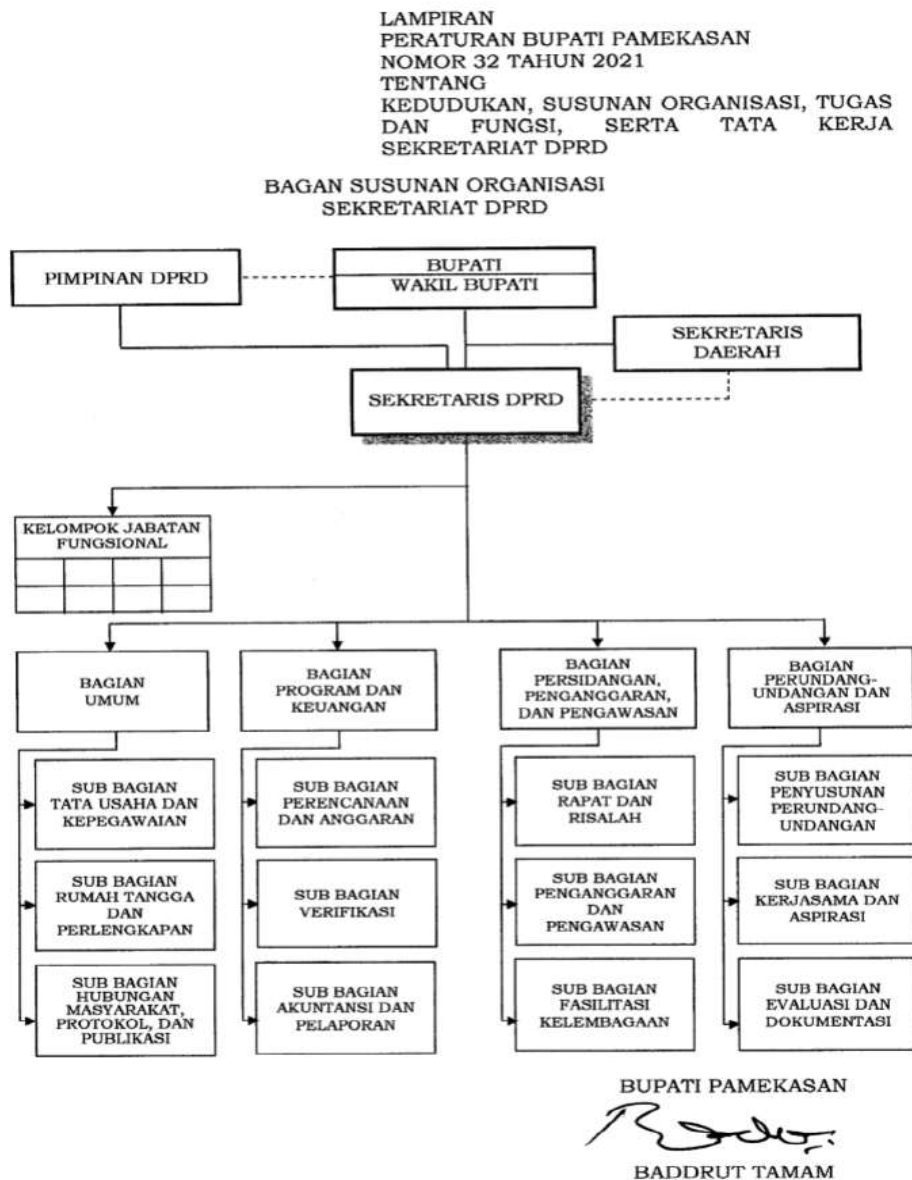 LAMPIRAN
PERATURAN BUPATI PAMEKASAN
NOMOR 32 TAHUN 2021
TENTANG
KEDUDUKAN, SUSUNAN ORGANISASI, TUGAS
DAN FUNGSI, SERTA TATA KERJA
SEKRETARIAT DPRD
BAGAN SUSUNAN ORGANISASI
SEKRETARIAT DPRD
PIMPINAN DPRD
BUPATI
WAKIL BUPATI
SEKRETARIS
DAERAH
SEKRETARIS DPRD
KELOMPOK JABATAN
FUNGSIONAL
BAGIAN
UMUM
BAGIAN
PROGRAM DAN
KEUANGAN
BAGIAN
PERSIDANGAN,
PENGANGGARAN,
DAN PENGAWASAN
BAGIAN
PERUNDANG-
UNDANGAN DAN
ASPIRASI
SUB BAGIAN
TATA USAHA DAN
KEPEGAWAIAN
SUB BAGIAN
PERENCANAAN
DAN ANGGARAN
SUB BAGIAN
RAPAT DAN
RISALAH
SUB BAGIAN
PENYUSUNAN
PERUNDANG-
UNDANGAN
SUB BAGIAN
RUMAH TANGGA
DAN
PERLENGKAPAN
SUB BAGIAN
VERIFIKASI
SUB BAGIAN
PENGANGGARAN
DAN
PENGAWASAN
SUB BAGIAN
KERJASAMA DAN
ASPIRASI
SUB BAGIAN
HUBUNGAN
MASYARAKAT,
PROTOKOL, DAN
PUBLIKASI
SUB BAGIAN
AKUNTANSI DAN
PELAPORAN
SUB BAGIAN
FASILITASI
KELEMBAGAAN
SUB BAGIAN
EVALUASI DAN
DOKUMENTASI
BUPATI PAMEKASAN
BADDRUT TAMAM